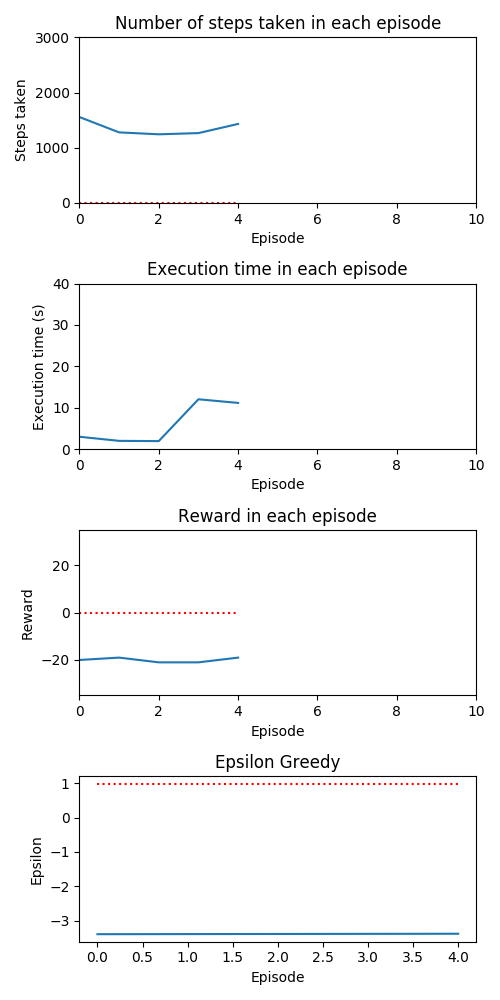 Number of steps taken in each episode
3000
2000
1000
0
Steps taken
0 2 4 6 8 10
Episode
Execution time in each episode
40
30
20
10
0
Execution time (s)
0 2 4 6 8 10
Episode
Reward in each episode
20
0
−20
Reward
0 2 4 6 8 10
Episode
Epsilon Greedy
1
0
−1
−2
−3
Epsilon
0.0 0.5 1.0 1.5 2.0 2.5 3.0 3.5 4.0
Episode